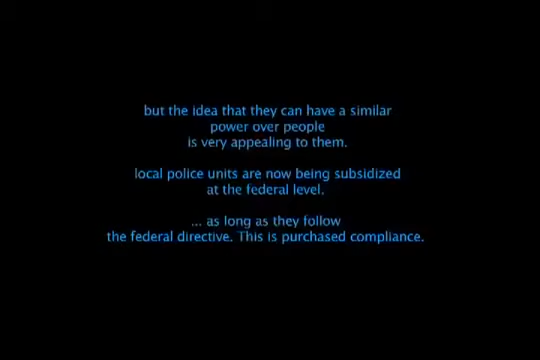 but the idea that they can have a similar
power over people
is very appealing to them.
local police units are now being subsidized
at the federal level.
... as long as they follow
the federal directive. This is purchased compliance.